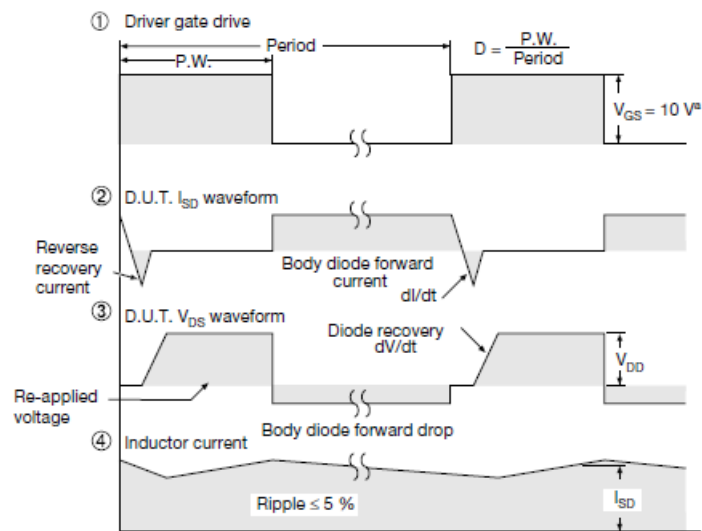 ① Driver gate drive
Period
P.W.
D = P.W. / Period
V_GS = 10 Vᵃ
② D.U.T. I_SD waveform
Reverse
recovery
current
Body diode forward
current
dI/dt
③ D.U.T. V_DS waveform
Diode recovery
dV/dt
V_DD
Re-applied
voltage
Body diode forward drop
④ Inductor current
Ripple ≤ 5 %
I_SD